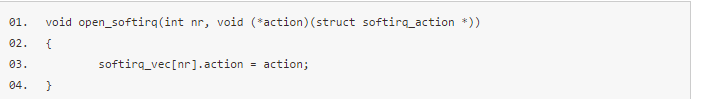 01. void open_softirq(int nr, void (*action)(struct softirq_action *))
02. {
03.         softirq_vec[nr].action = action;
04. }